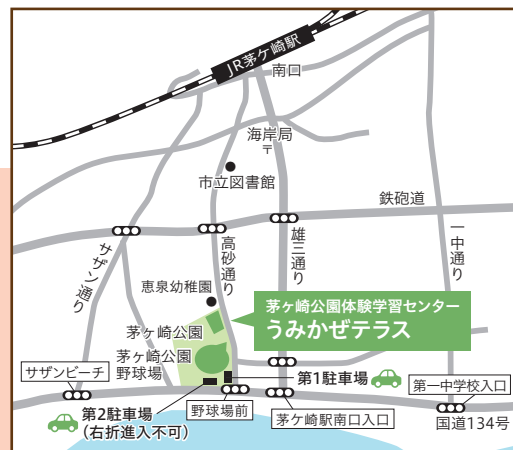 JR茅ケ崎駅
南口
海岸局
〒
市立図書館
鉄砲道
サザン通り
高砂通り
雄三通り
一中通り
恵泉幼稚園
茅ヶ崎公園体験学習センター
うみかぜテラス
茅ヶ崎公園
茅ヶ崎公園
野球場
サザンビーチ
第1駐車場
第一中学校入口
第2駐車場
(右折進入不可)
野球場前
茅ケ崎駅南口入口
国道134号